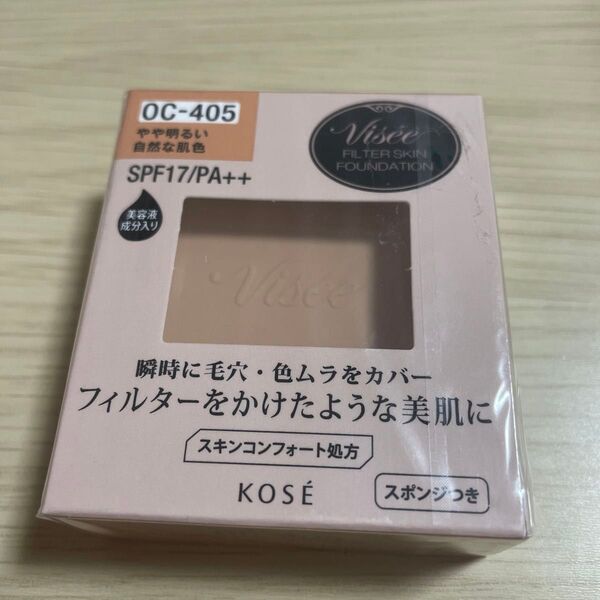 OC-405
やや明るい
自然な肌色
Visée
FILTER SKIN
FOUNDATION
SPF17/PA++
美容液
成分入り
Visée
瞬時に毛穴・色ムラをカバー
フィルターをかけたような美肌に
スキンコンフォート処方
KOSÉ
スポンジつき